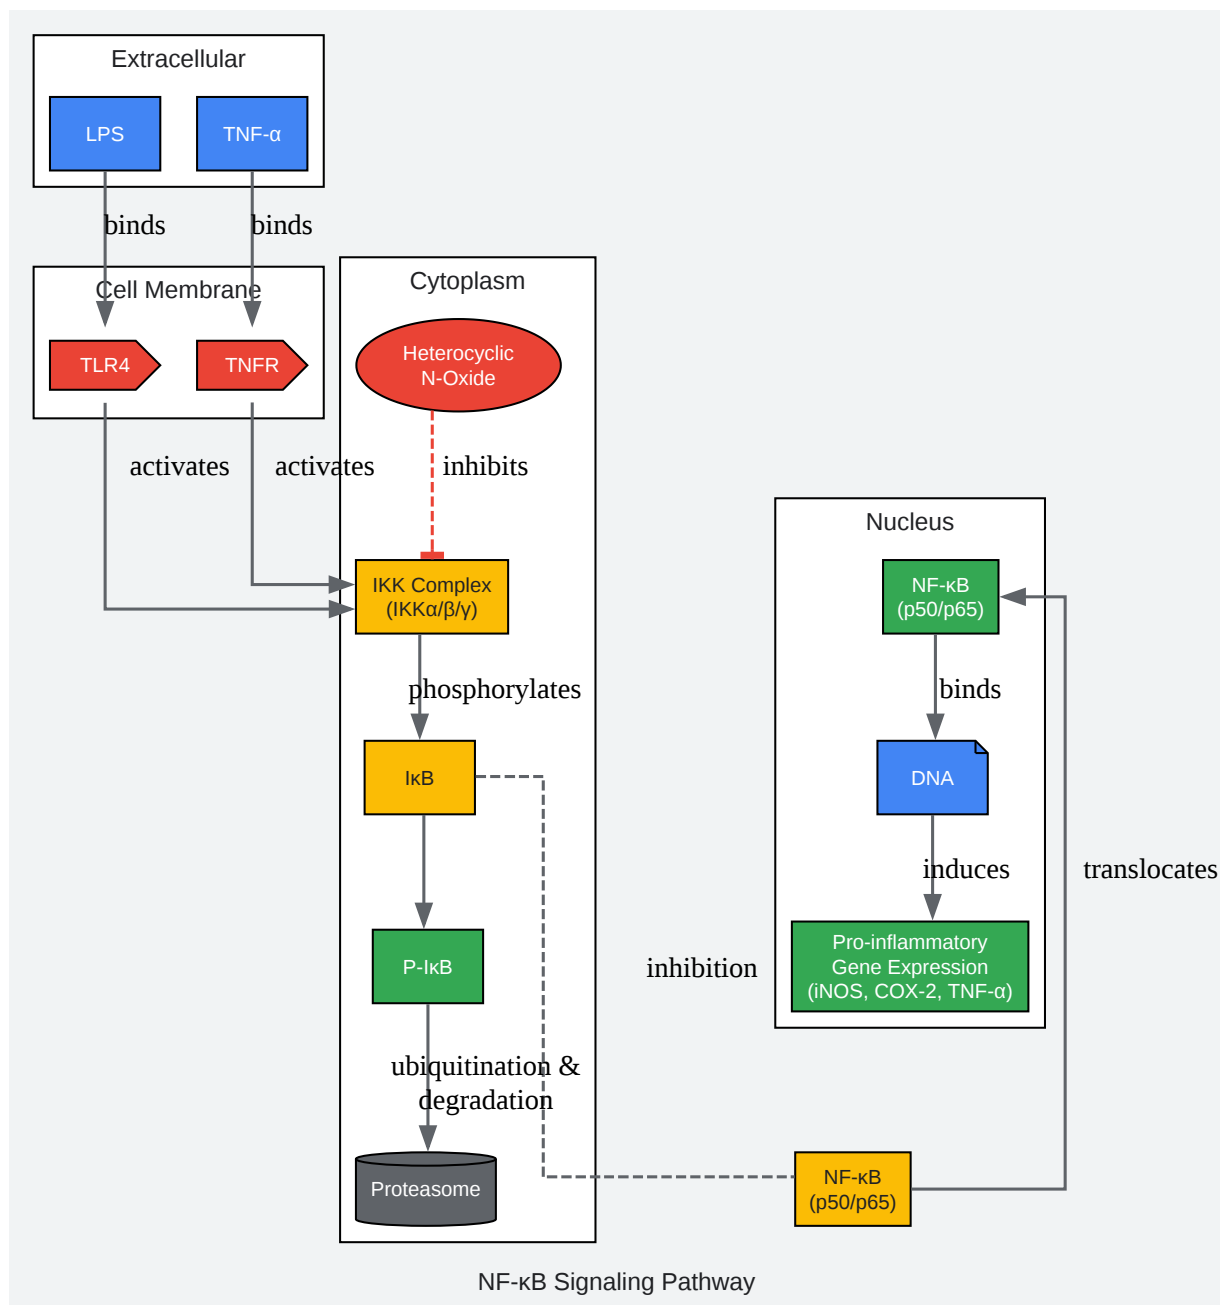 Extracellular
LPS
TNF-α
binds
binds
Cell Membrane
TLR4
TNFR
activates
activates
Cytoplasm
Heterocyclic
N-Oxide
inhibits
IKK Complex
(IKKα/β/γ)
phosphorylates
IκB
P-IκB
ubiquitination &
degradation
Proteasome
inhibition
Nucleus
NF-κB
(p50/p65)
binds
DNA
induces
Pro-inflammatory
Gene Expression
(iNOS, COX-2, TNF-α)
translocates
NF-κB
(p50/p65)
NF-κB Signaling Pathway